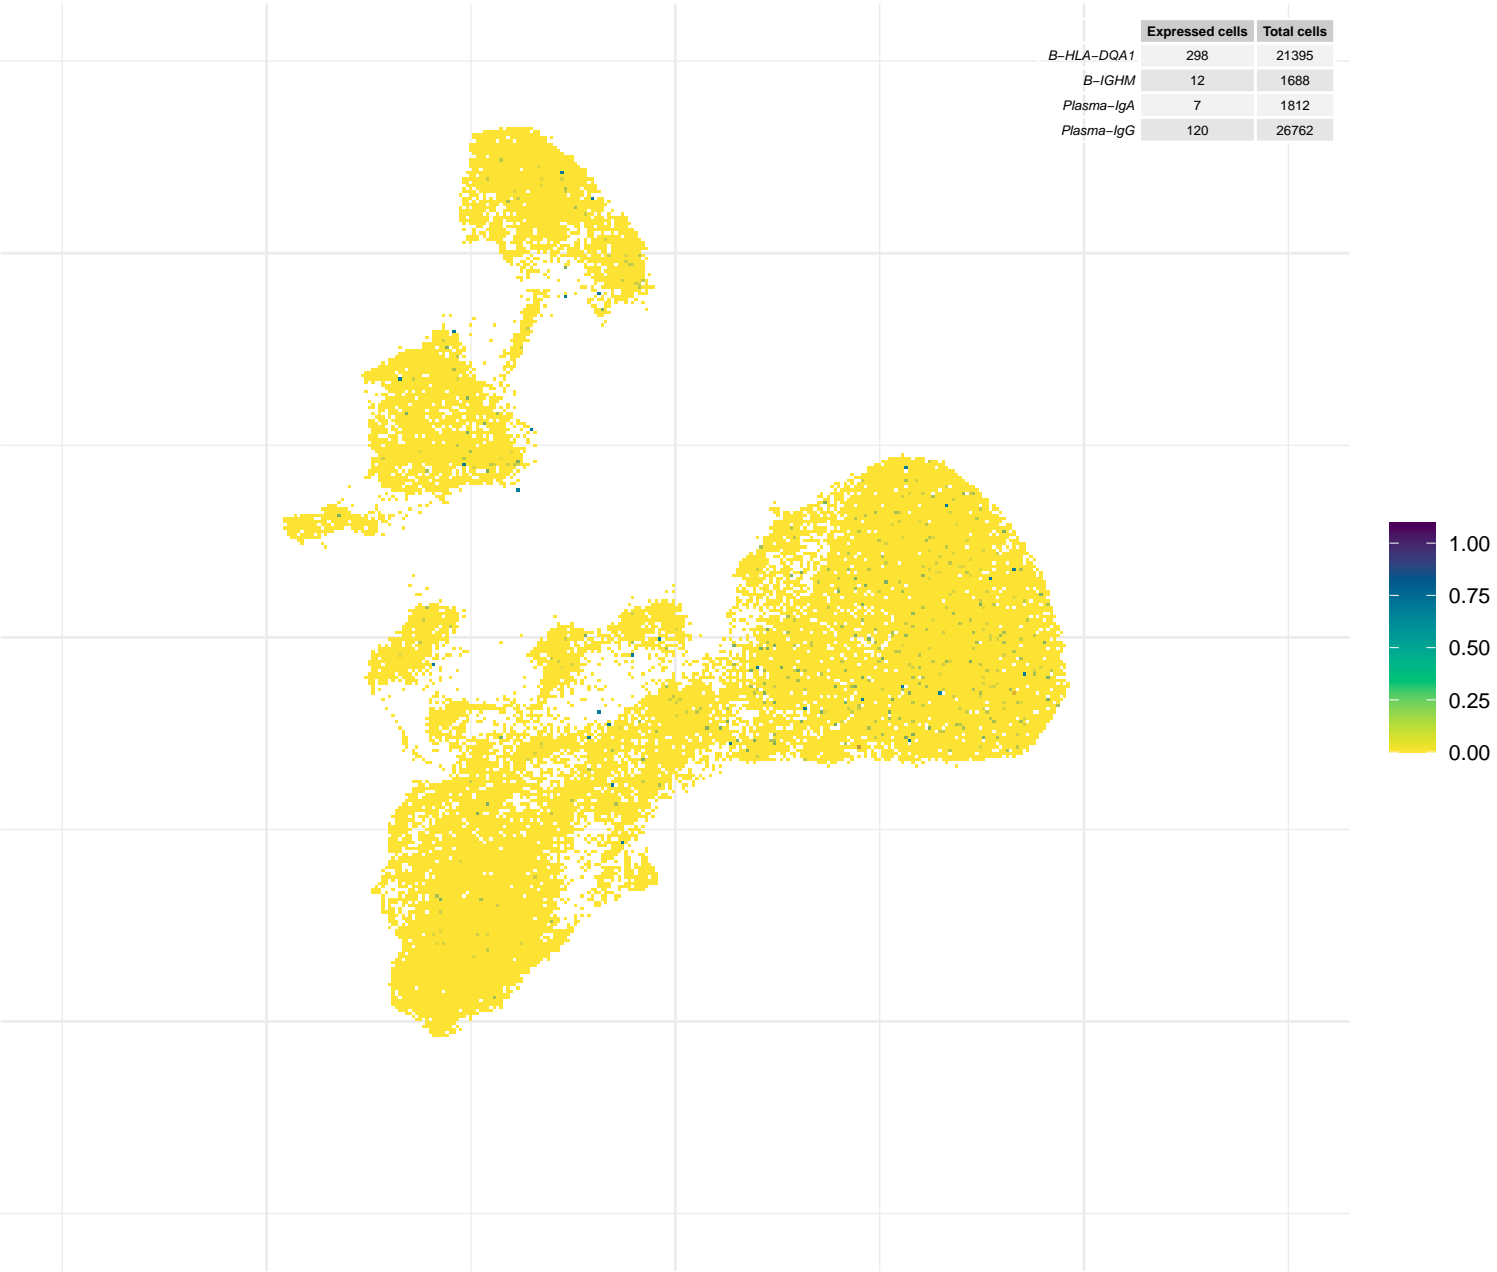 Expressed cells Total cells
B−HLA−DQA1 298 21395
B−IGHM 12 1688
Plasma−IgA 7 1812
Plasma−IgG 120 26762
1.00
0.75
0.50
0.25
0.00